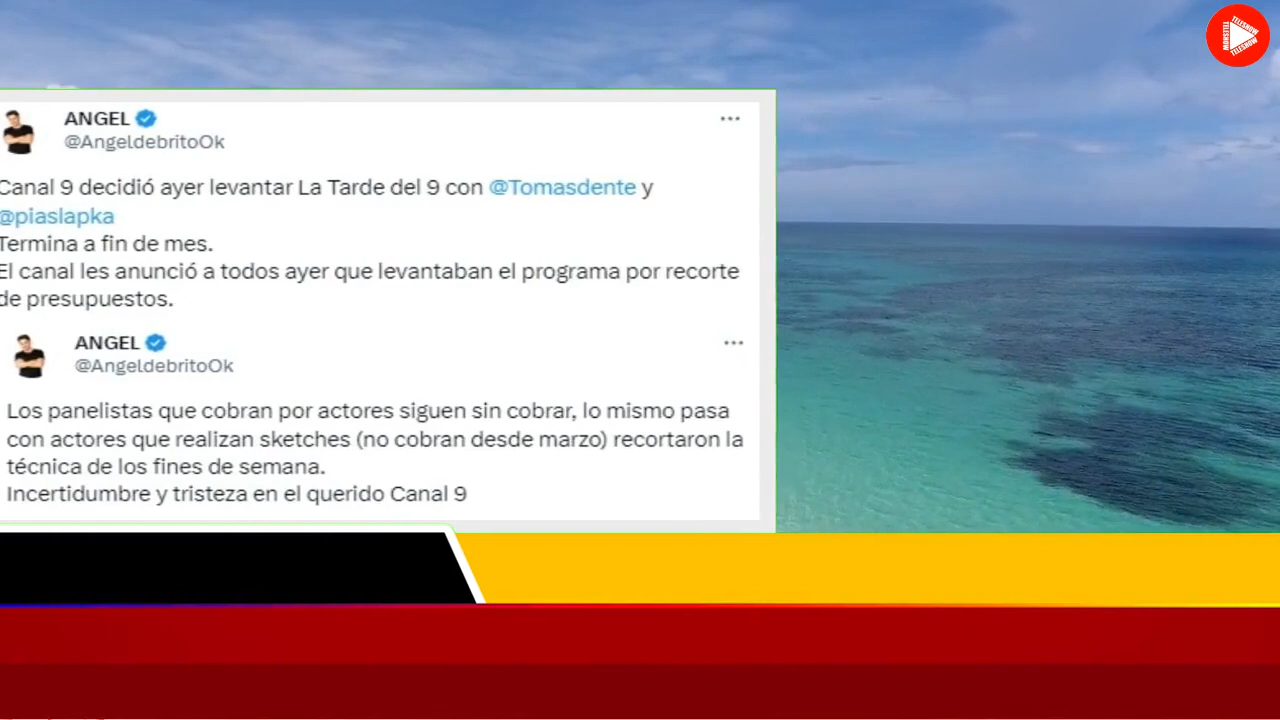 TELESHOW
TELESHOW
TELESHOW
ANGEL
@AngeldebritoOk
Canal 9 decidió ayer levantar La Tarde del 9 con @Tomasdente y
@piaslapka
Termina a fin de mes.
El canal les anunció a todos ayer que levantaban el programa por recorte
de presupuestos.
ANGEL
@AngeldebritoOk
Los panelistas que cobran por actores siguen sin cobrar, lo mismo pasa
con actores que realizan sketches (no cobran desde marzo) recortaron la
técnica de los fines de semana.
Incertidumbre y tristeza en el querido Canal 9